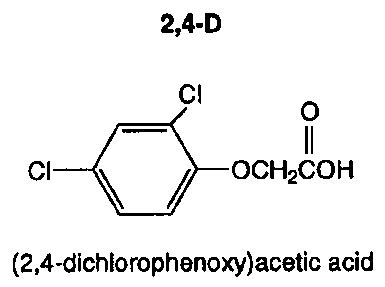 2,4-D
Cl
O
Cl
OCH₂COH
(2,4-dichlorophenoxy)acetic acid